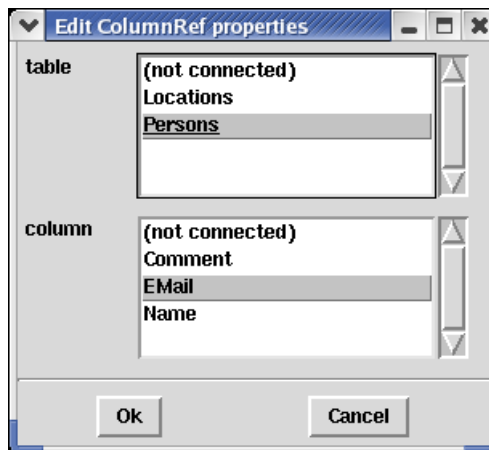 Edit ColumnRef properties
table
(not connected)
Locations
Persons
column
(not connected)
Comment
EMail
Name
Ok
Cancel